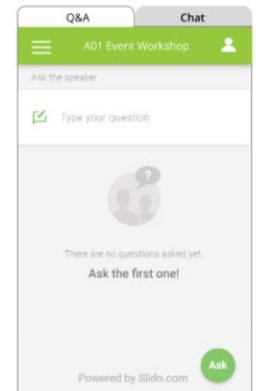 Q&A
Chat
A01 Event Workshop
Ask the speaker
Type your question
?
There are no questions asked yet.
Ask the first one!
Ask
Powered by Slido.com